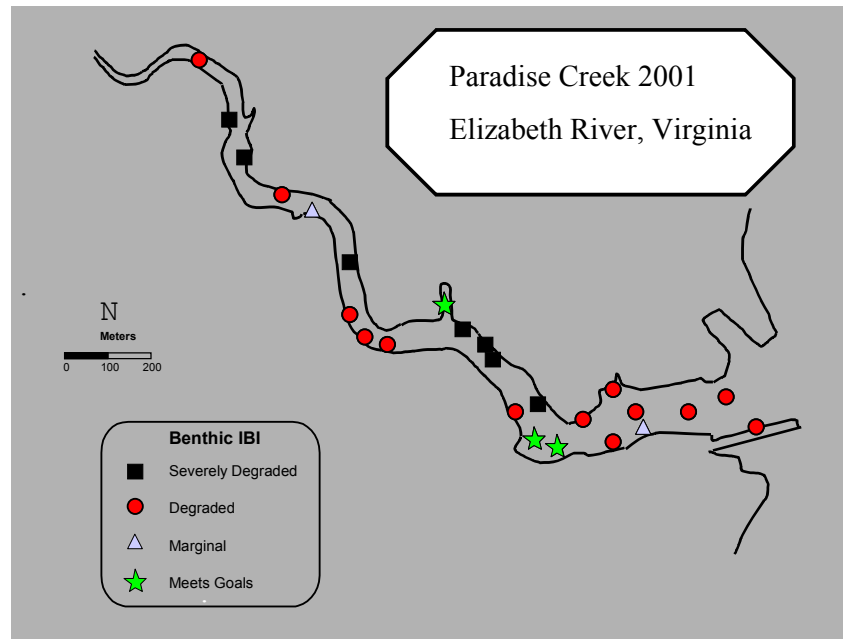 Paradise Creek 2001
Elizabeth River, Virginia
N
Meters
0 100 200
Benthic IBI
Severely Degraded
Degraded
Marginal
Meets Goals